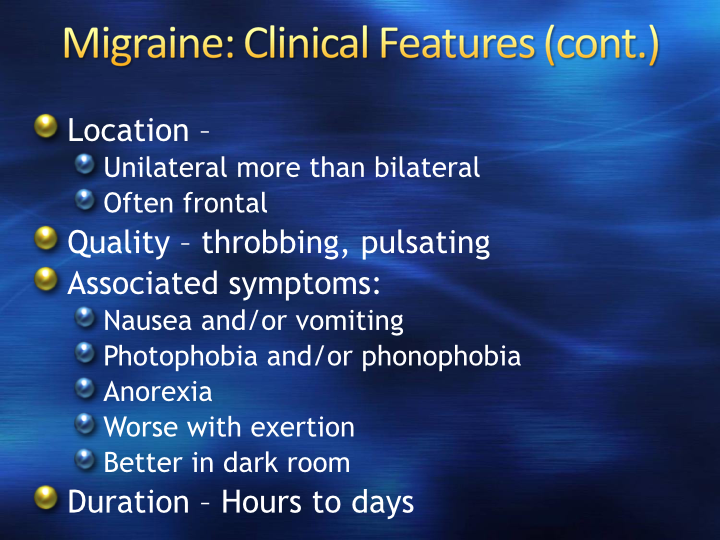 Migraine: Clinical Features (cont.)
Location –
Unilateral more than bilateral
Often frontal
Quality – throbbing, pulsating
Associated symptoms:
Nausea and/or vomiting
Photophobia and/or phonophobia
Anorexia
Worse with exertion
Better in dark room
Duration – Hours to days